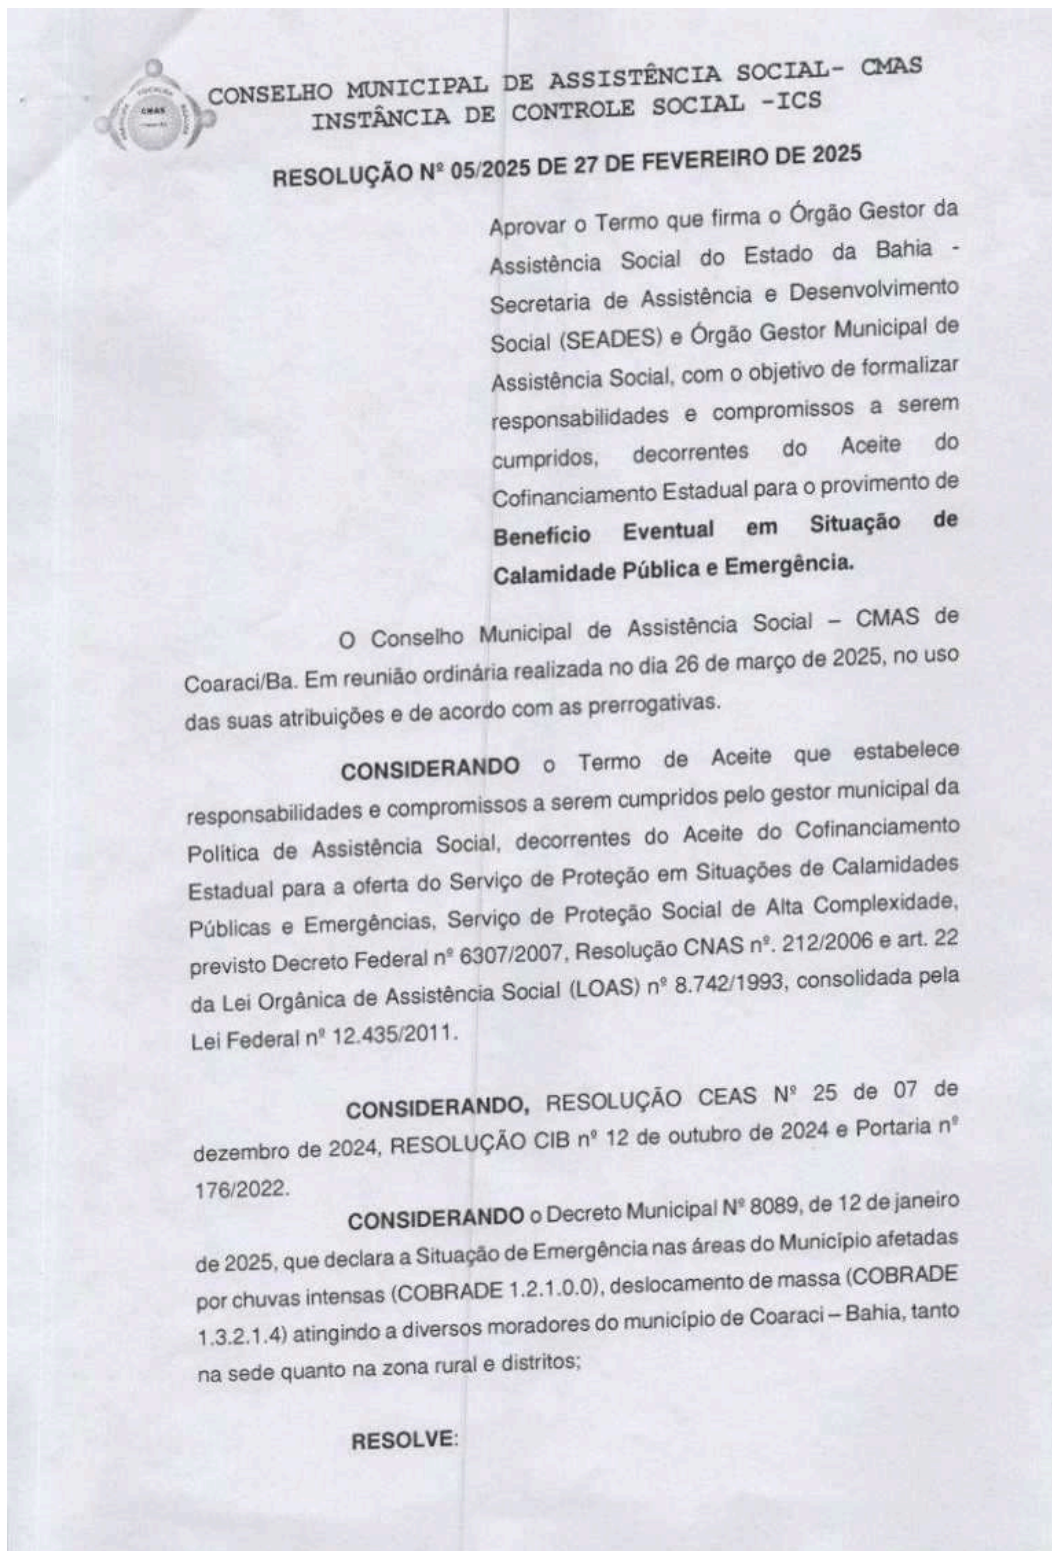 CMAS
CONSELHO MUNICIPAL DE ASSISTÊNCIA SOCIAL- CMAS
INSTÂNCIA DE CONTROLE SOCIAL -ICS
RESOLUÇÃO Nº 05/2025 DE 27 DE FEVEREIRO DE 2025
Aprovar o Termo que firma o Órgão Gestor da
Assistência Social do Estado da Bahia -
Secretaria de Assistência e Desenvolvimento
Social (SEADES) e Órgão Gestor Municipal de
Assistência Social, com o objetivo de formalizar
responsabilidades e compromissos a serem
cumpridos, decorrentes do Aceite do
Cofinanciamento Estadual para o provimento de
Benefício Eventual em Situação de
Calamidade Pública e Emergência.
O Conselho Municipal de Assistência Social – CMAS de
Coaraci/Ba. Em reunião ordinária realizada no dia 26 de março de 2025, no uso
das suas atribuições e de acordo com as prerrogativas.
CONSIDERANDO o Termo de Aceite que estabelece
responsabilidades e compromissos a serem cumpridos pelo gestor municipal da
Política de Assistência Social, decorrentes do Aceite do Cofinanciamento
Estadual para a oferta do Serviço de Proteção em Situações de Calamidades
Públicas e Emergências, Serviço de Proteção Social de Alta Complexidade,
previsto Decreto Federal nº 6307/2007, Resolução CNAS nº. 212/2006 e art. 22
da Lei Orgânica de Assistência Social (LOAS) nº 8.742/1993, consolidada pela
Lei Federal nº 12.435/2011.
CONSIDERANDO, RESOLUÇÃO CEAS Nº 25 de 07 de
dezembro de 2024, RESOLUÇÃO CIB nº 12 de outubro de 2024 e Portaria nº
176/2022.
CONSIDERANDO o Decreto Municipal Nº 8089, de 12 de janeiro
de 2025, que declara a Situação de Emergência nas áreas do Município afetadas
por chuvas intensas (COBRADE 1.2.1.0.0), deslocamento de massa (COBRADE
1.3.2.1.4) atingindo a diversos moradores do município de Coaraci – Bahia, tanto
na sede quanto na zona rural e distritos;
RESOLVE: